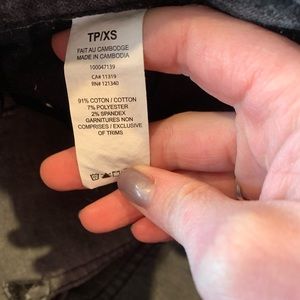 TP/XS
FAIT AU CAMBODGE
MADE IN CAMBODIA
100047139
CA# 11319
RN# 121340
91% COTON / COTTON
7% POLYESTER
2% SPANDEX
GARNITURES NON
COMPRISES / EXCLUSIVE
OF TRIMS